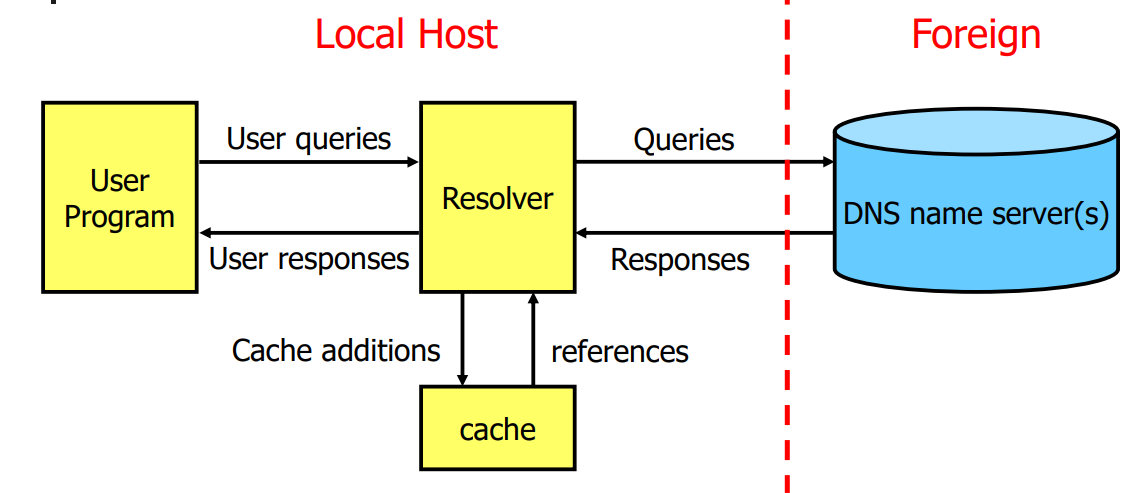 Local Host
Foreign
User queries
Queries
User
Program
Resolver
DNS name server(s)
User responses
Responses
Cache additions
references
cache